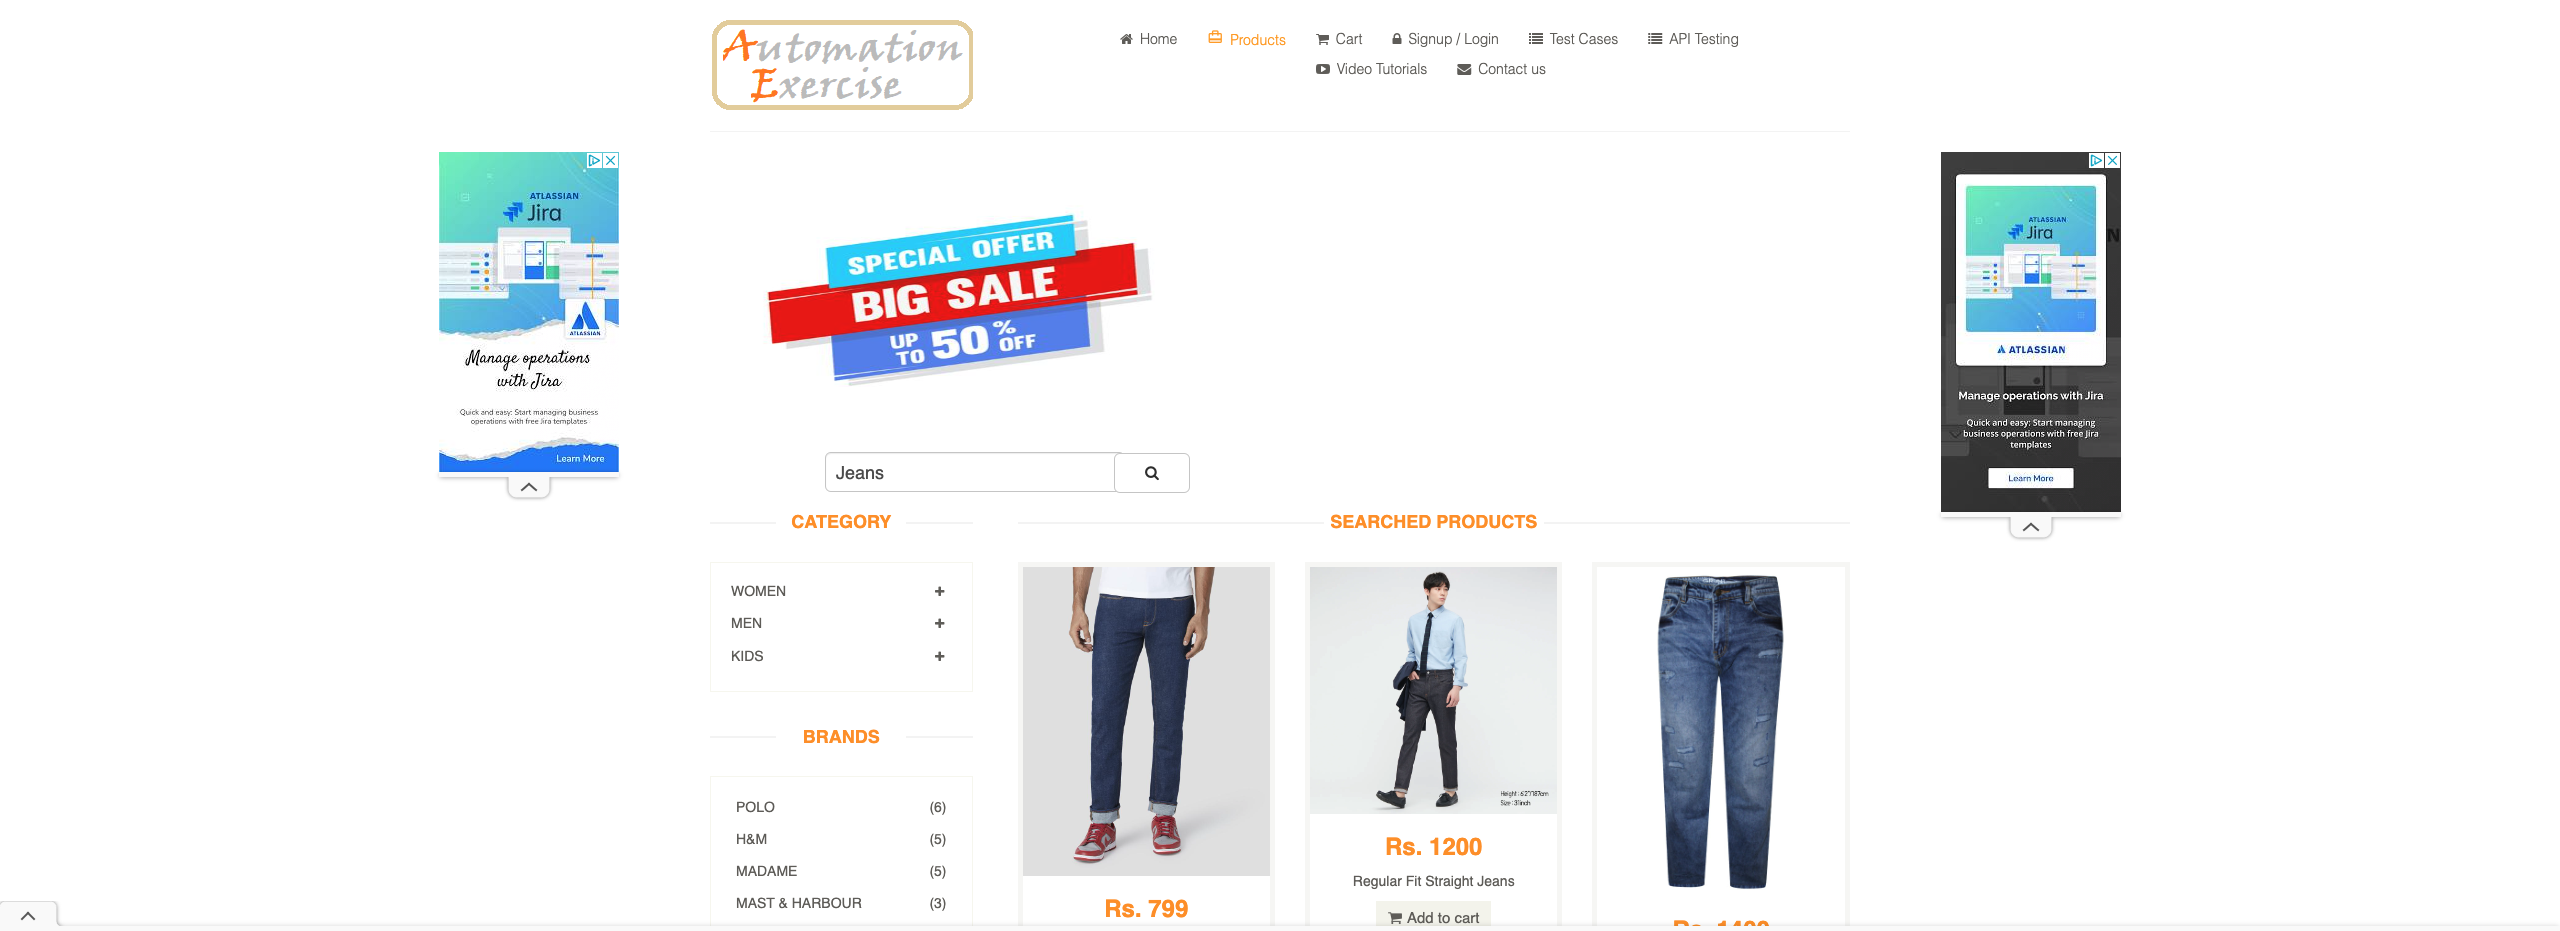 Automation
Exercise
Home
Products
Cart
Signup / Login
Test Cases
API Testing
Video Tutorials
Contact us
ATLASSIAN
Jira
ATLASSIAN
Manage operations
with Jira
Quick and easy: Start managing business
operations with free Jira templates
Learn More
SPECIAL OFFER
BIG SALE
UP TO 50% OFF
ATLASSIAN
Jira
ATLASSIAN
Manage operations with Jira
Quick and easy: Start managing
business operations with free Jira
templates
Learn More
Jeans
CATEGORY
WOMEN
MEN
KIDS
BRANDS
POLO (6)
H&M (5)
MADAME (5)
MAST & HARBOUR (3)
SEARCHED PRODUCTS
Rs. 799
Height : 6'2"/187cm
Size : 31inch
Rs. 1200
Regular Fit Straight Jeans
Add to cart